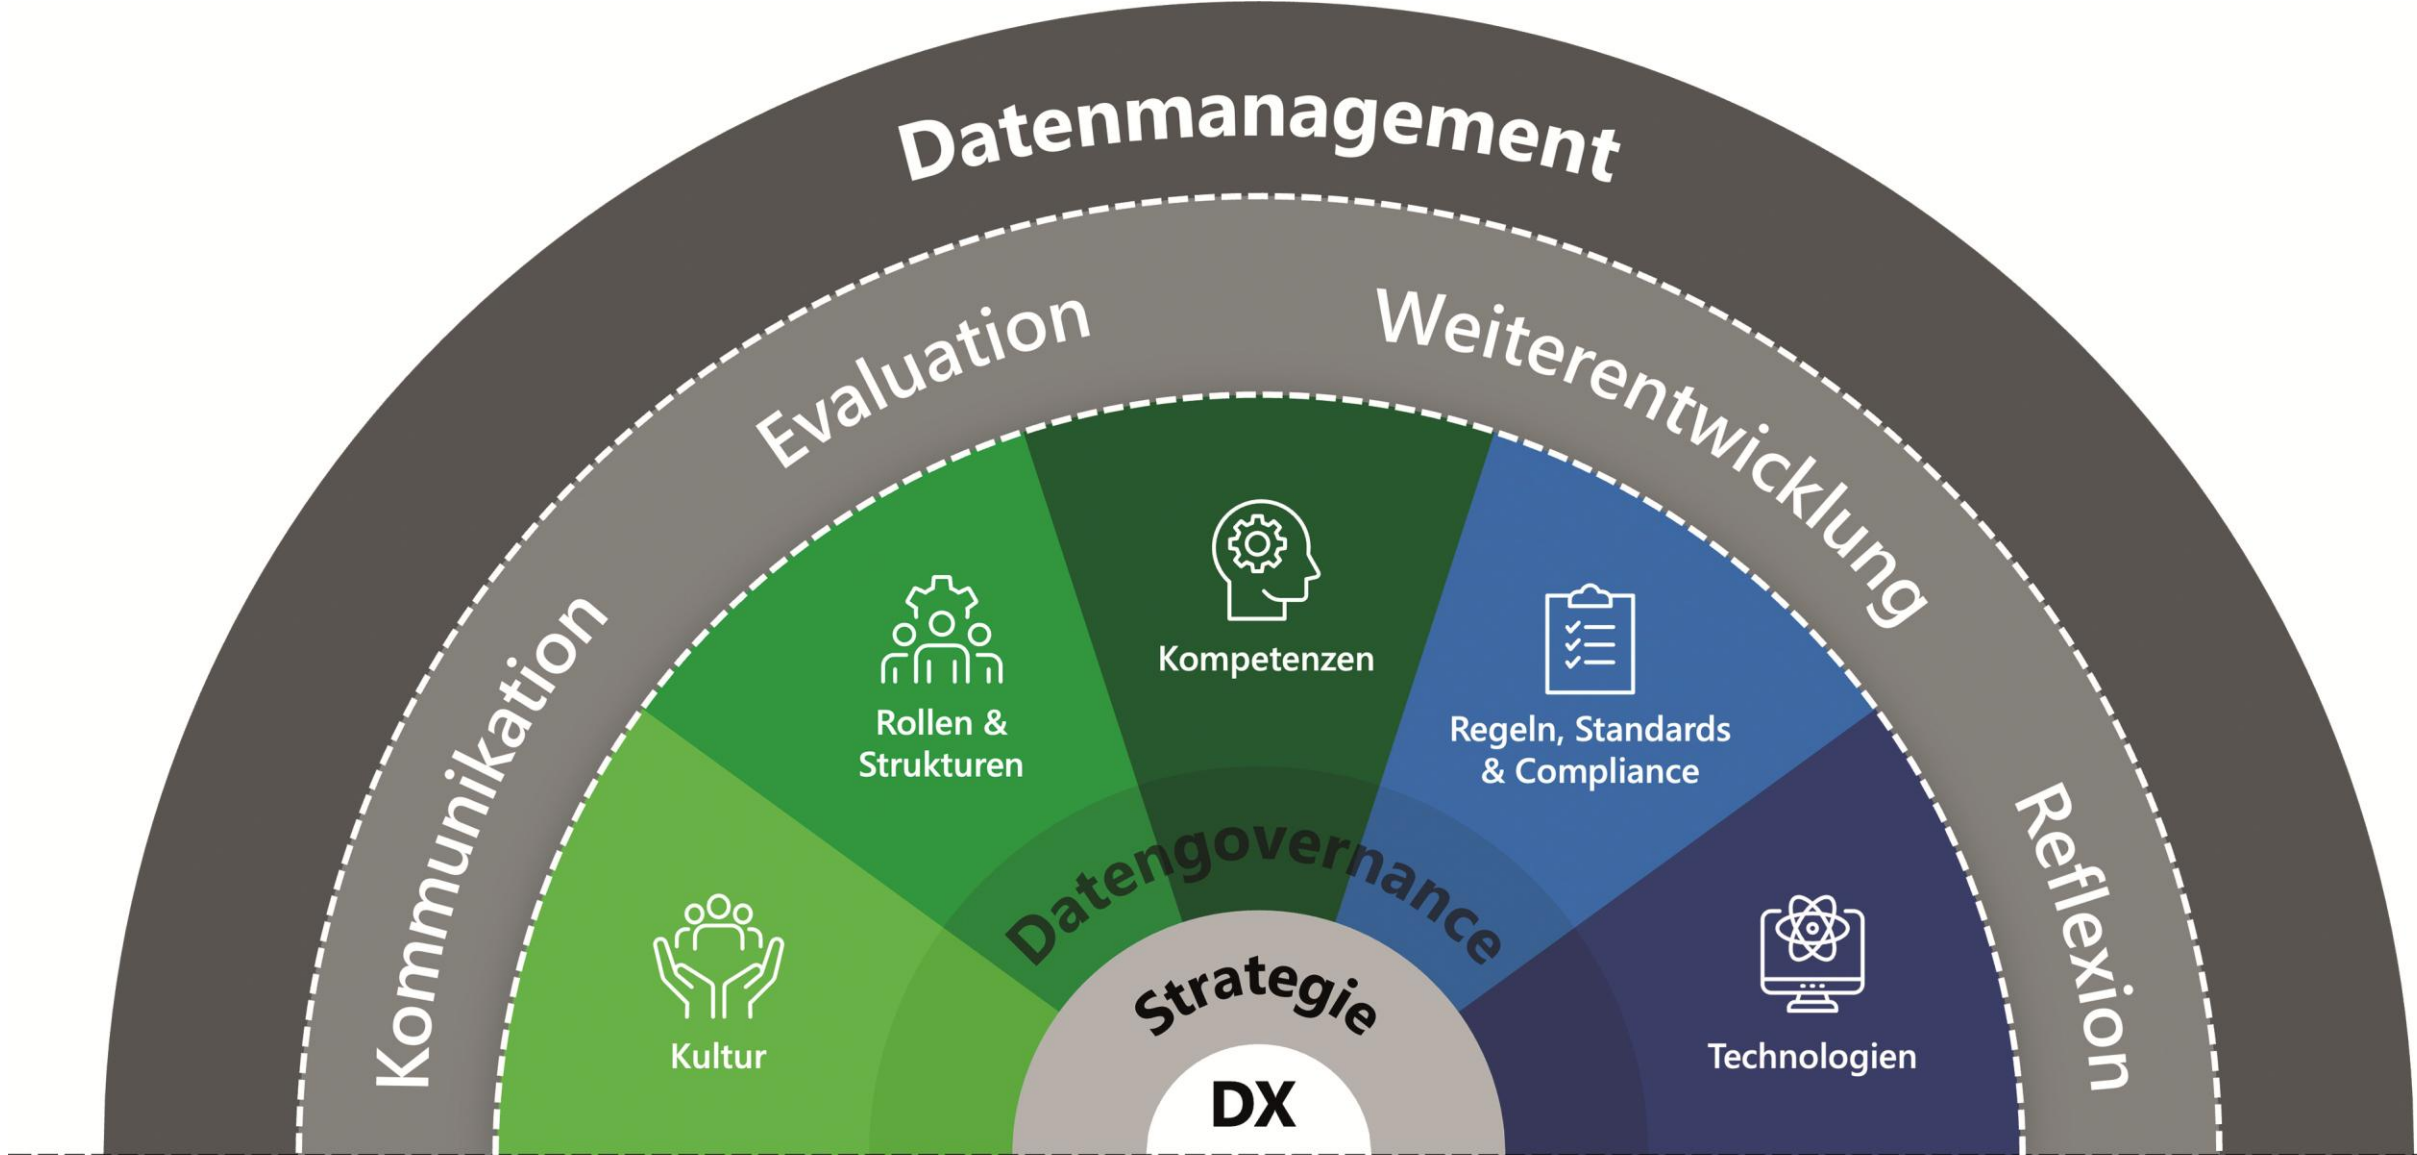 Datenmanagement
Kommunikation
Evaluation
Weiterentwicklung
Reflexion
Kultur
Rollen &
Strukturen
Kompetenzen
Regeln, Standards
& Compliance
Technologien
Datengovernance
Strategie
DX